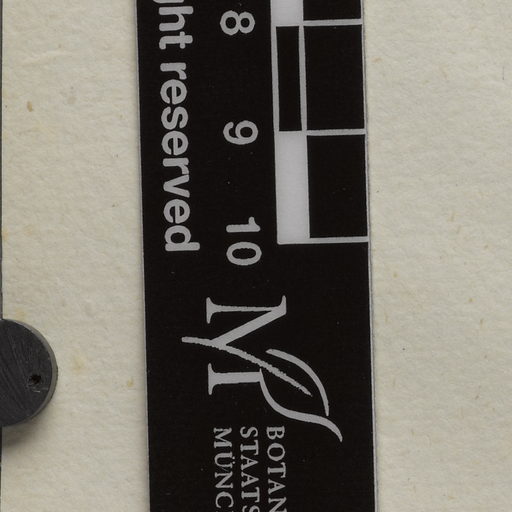 ght reserved
8 9 10
M
BOTAN
STAATS
MÜNC